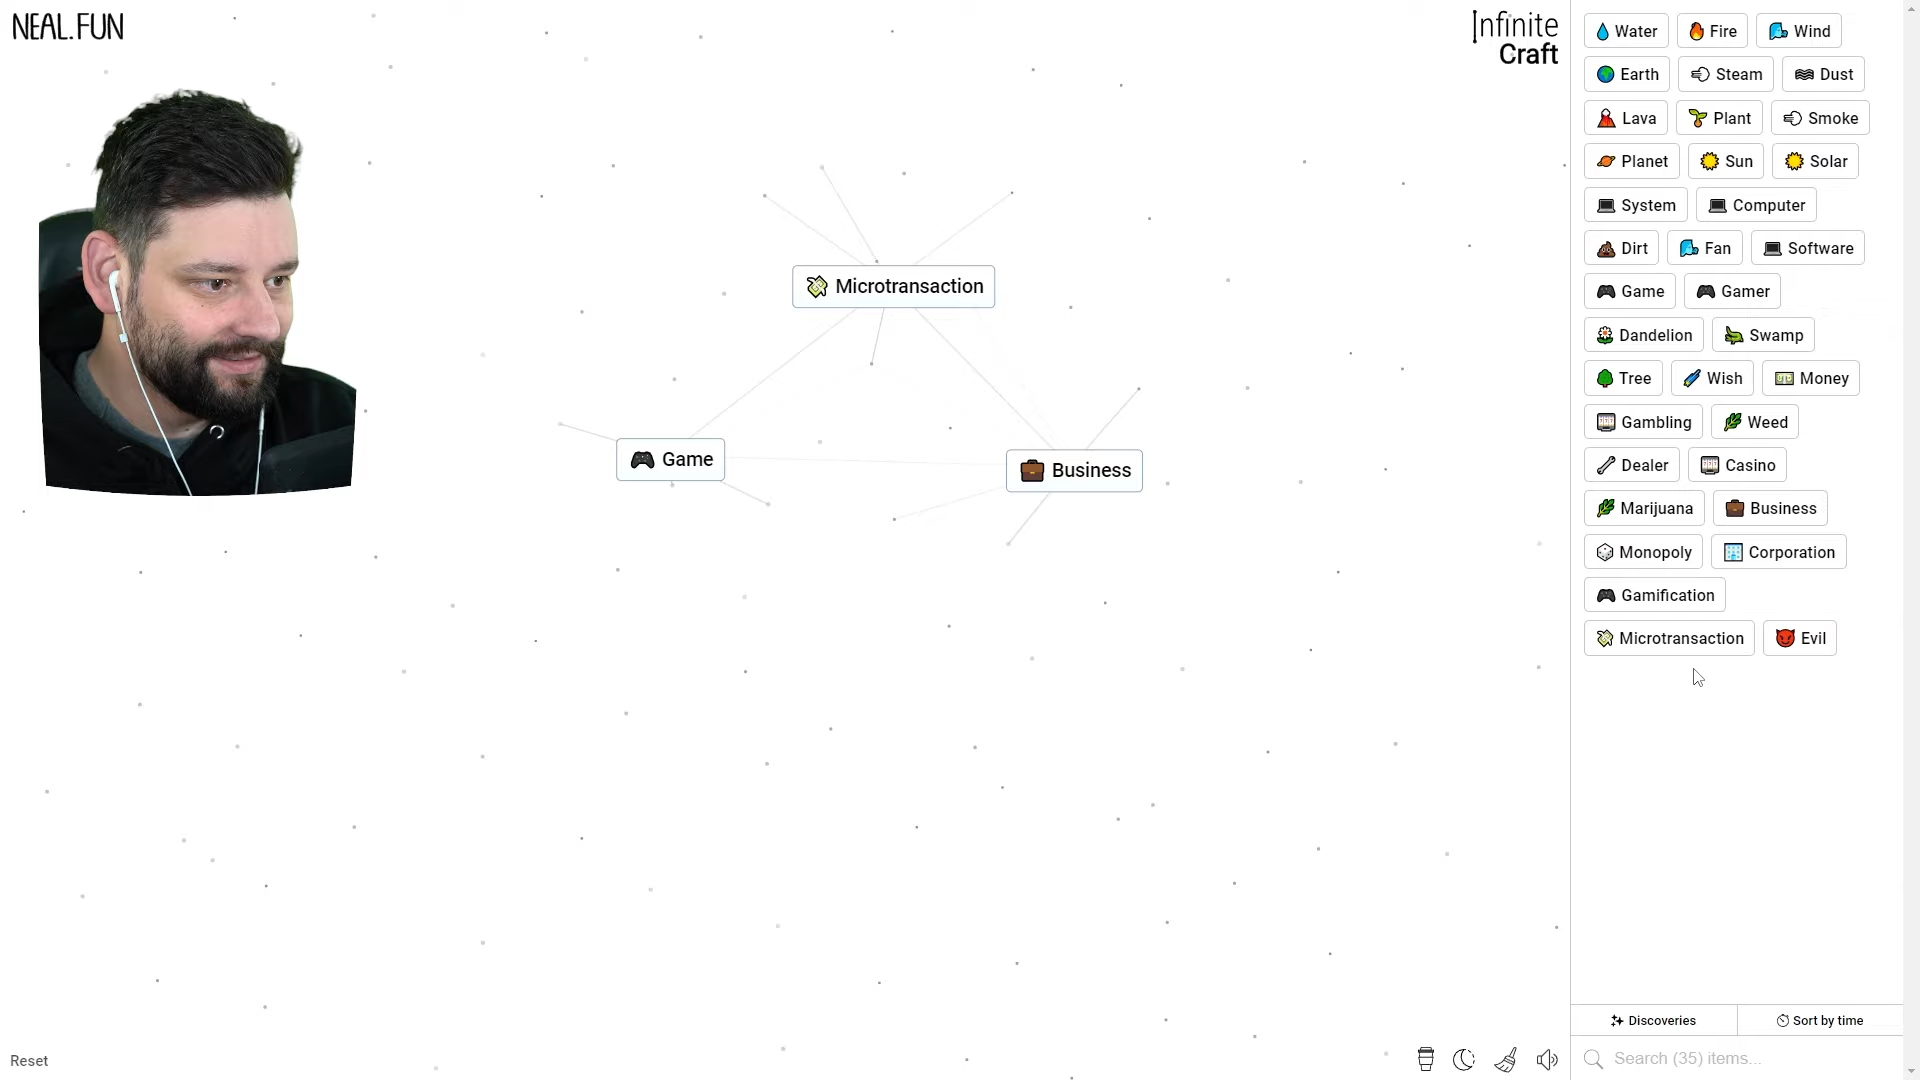 NEAL.FUN
Infinite
Craft
Microtransaction
Game
Business
Water Fire Wind
Earth Steam Dust
Lava Plant Smoke
Planet Sun Solar
System Computer
Dirt Fan Software
Game Gamer
Dandelion Swamp
Tree Wish Money
Gambling Weed
Dealer Casino
Marijuana Business
Monopoly Corporation
Gamification
Microtransaction Evil
Discoveries Sort by time
Search (35) items...
Reset